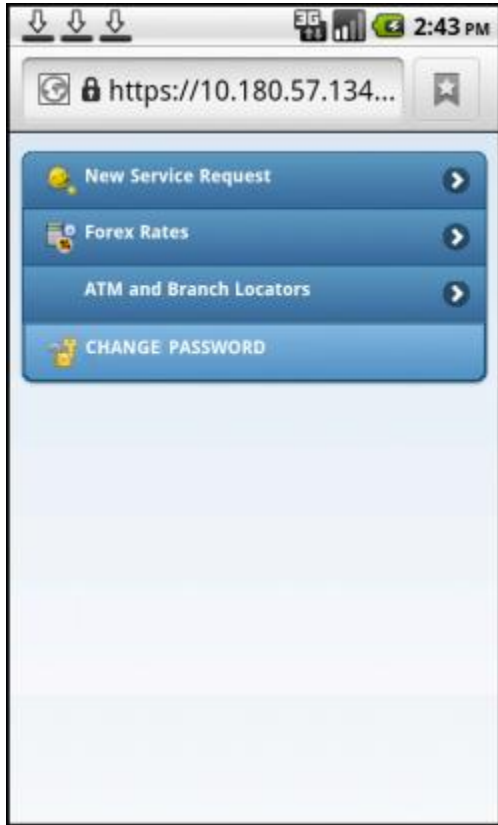 3G
2:43 PM
https://10.180.57.134...
New Service Request
Forex Rates
ATM and Branch Locators
CHANGE PASSWORD